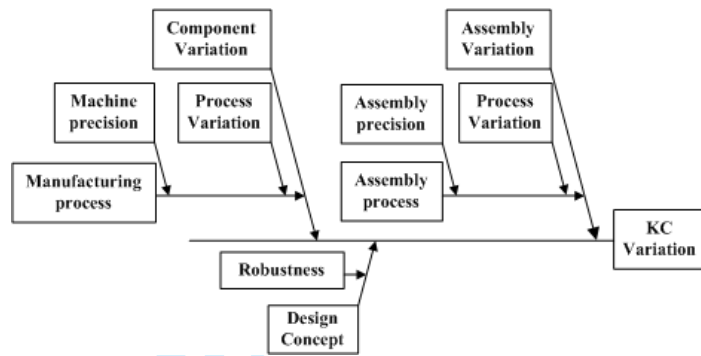 Component
Variation
Assembly
Variation
Machine
precision
Process
Variation
Assembly
precision
Process
Variation
Manufacturing
process
Assembly
process
KC
Variation
Robustness
Design
Concept